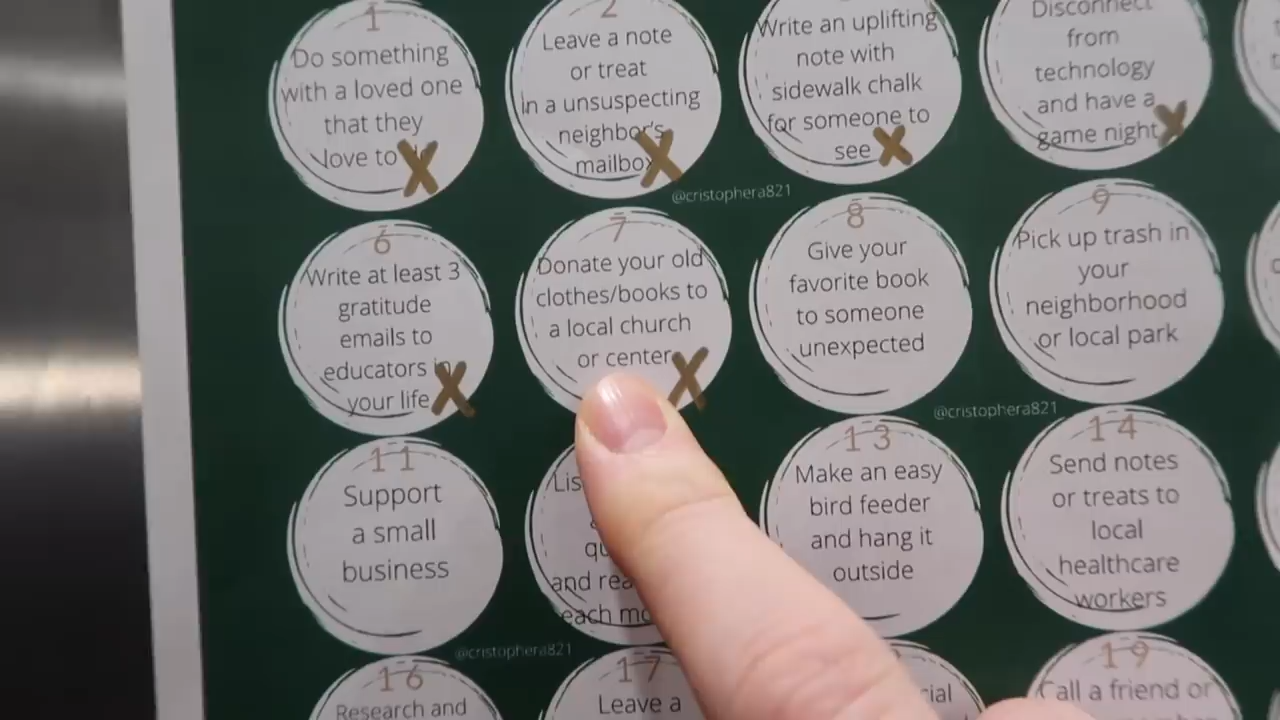 1
Do something
with a loved one
that they
love to
2
Leave a note
or treat
in a unsuspecting
neighbor's
mailbox
Write an uplifting
note with
sidewalk chalk
for someone to
see
Disconnect
from
technology
and have a
game night
@cristophera821
6
Write at least 3
gratitude
emails to
educators in
your life
7
Donate your old
clothes/books to
a local church
or center
8
Give your
favorite book
to someone
unexpected
9
Pick up trash in
your
neighborhood
or local park
@cristophera821
11
Support
a small
business
and
each
13
Make an easy
bird feeder
and hang it
outside
14
Send notes
or treats to
local
healthcare
workers
@cristophera821
16
Research and
17
Leave a
19
Call a friend or